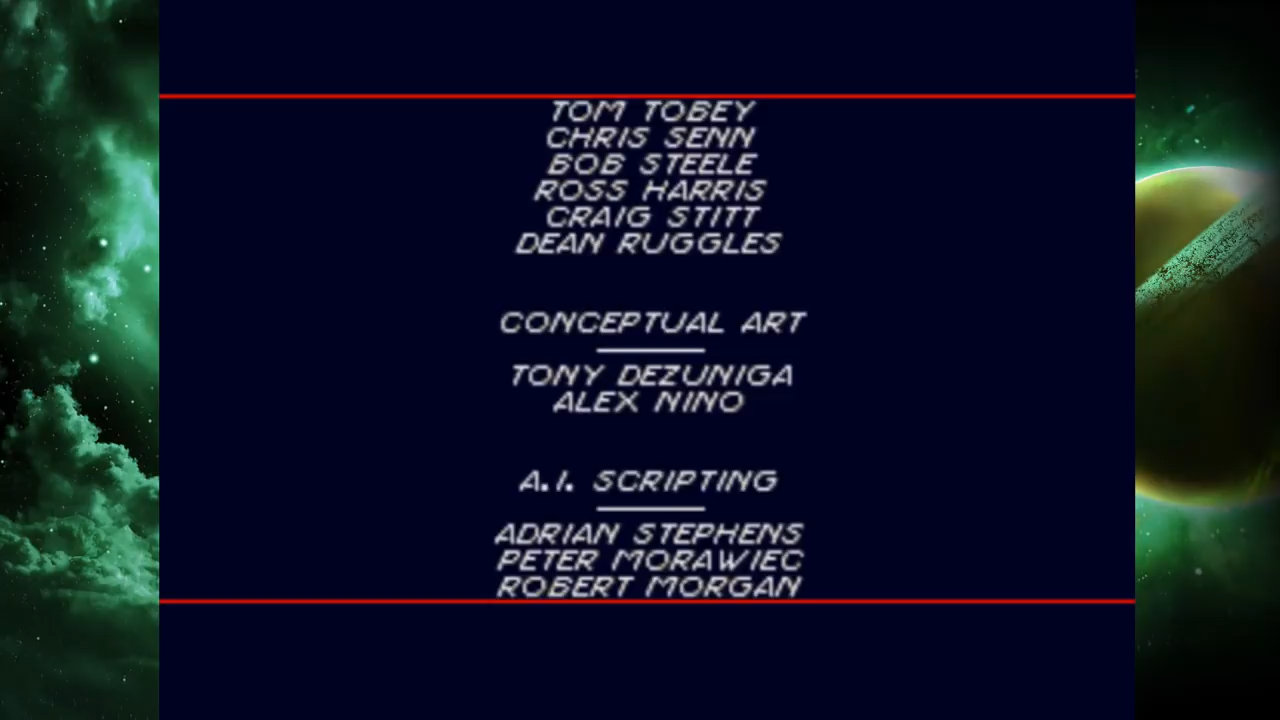 TOM TOBEY
CHRIS SENN
BOB STEELE
ROSS HARRIS
CRAIG STITT
DEAN RUGGLES
CONCEPTUAL ART
TONY DEZUNIGA
ALEX NINO
A.I. SCRIPTING
ADRIAN STEPHENS
PETER MORAWIEC
ROBERT MORGAN